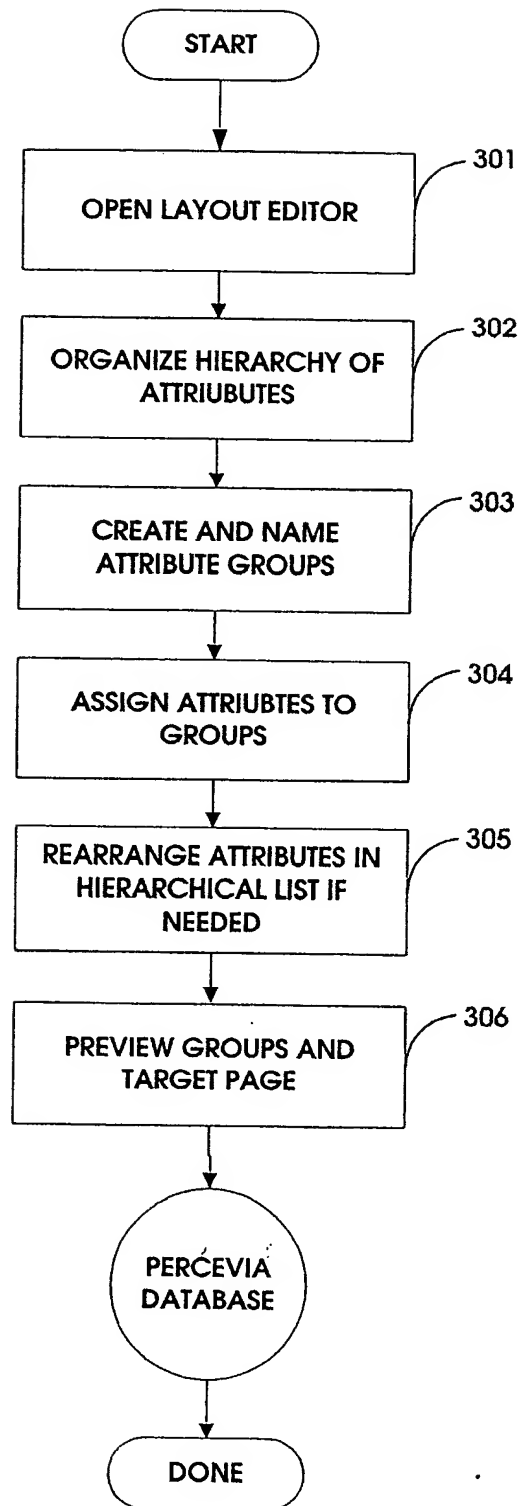 START
301
OPEN LAYOUT EDITOR
302
ORGANIZE HIERARCHY OF
ATTRIUBUTES
303
CREATE AND NAME
ATTRIBUTE GROUPS
304
ASSIGN ATTRIUBTES TO
GROUPS
305
REARRANGE ATTRIBUTES IN
HIERARCHICAL LIST IF
NEEDED
306
PREVIEW GROUPS AND
TARGET PAGE
PERCEVIA
DATABASE
DONE